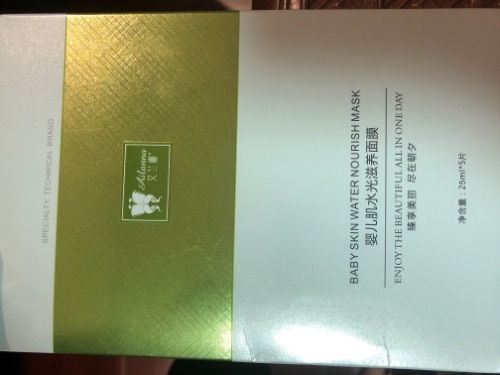 SPECIALTY TECHNICAL BRAND
Ailanna
艾兰娜
BABY SKIN WATER NOURISH MASK
婴儿肌水光滋养面膜
ENJOY THE BEAUTIFUL ALL IN ONE DAY
臻享美丽 尽在朝夕
净含量：25ml*5片